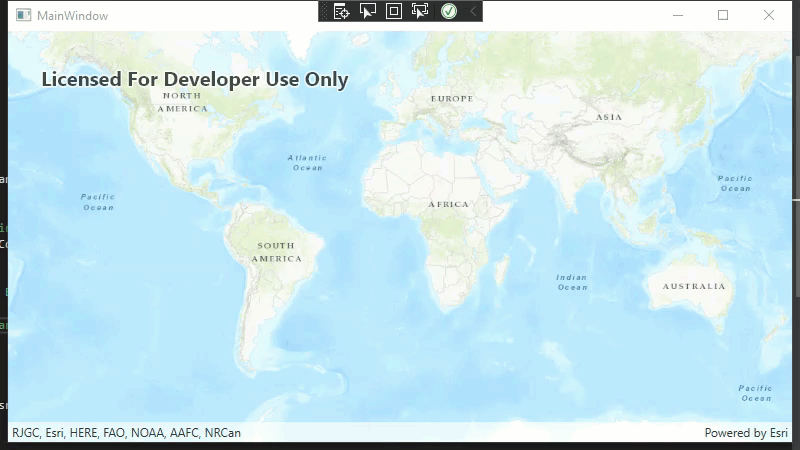 MainWindow
Licensed For Developer Use Only
NORTH
AMERICA
EUROPE
ASIA
Atlantic
Ocean
Pacific
Ocean
Pacific
Ocean
AFRICA
SOUTH
AMERICA
Indian
Ocean
AUSTRALIA
Pacific
Ocean
RJGC, Esri, HERE, FAO, NOAA, AAFC, NRCan
Powered by Esri